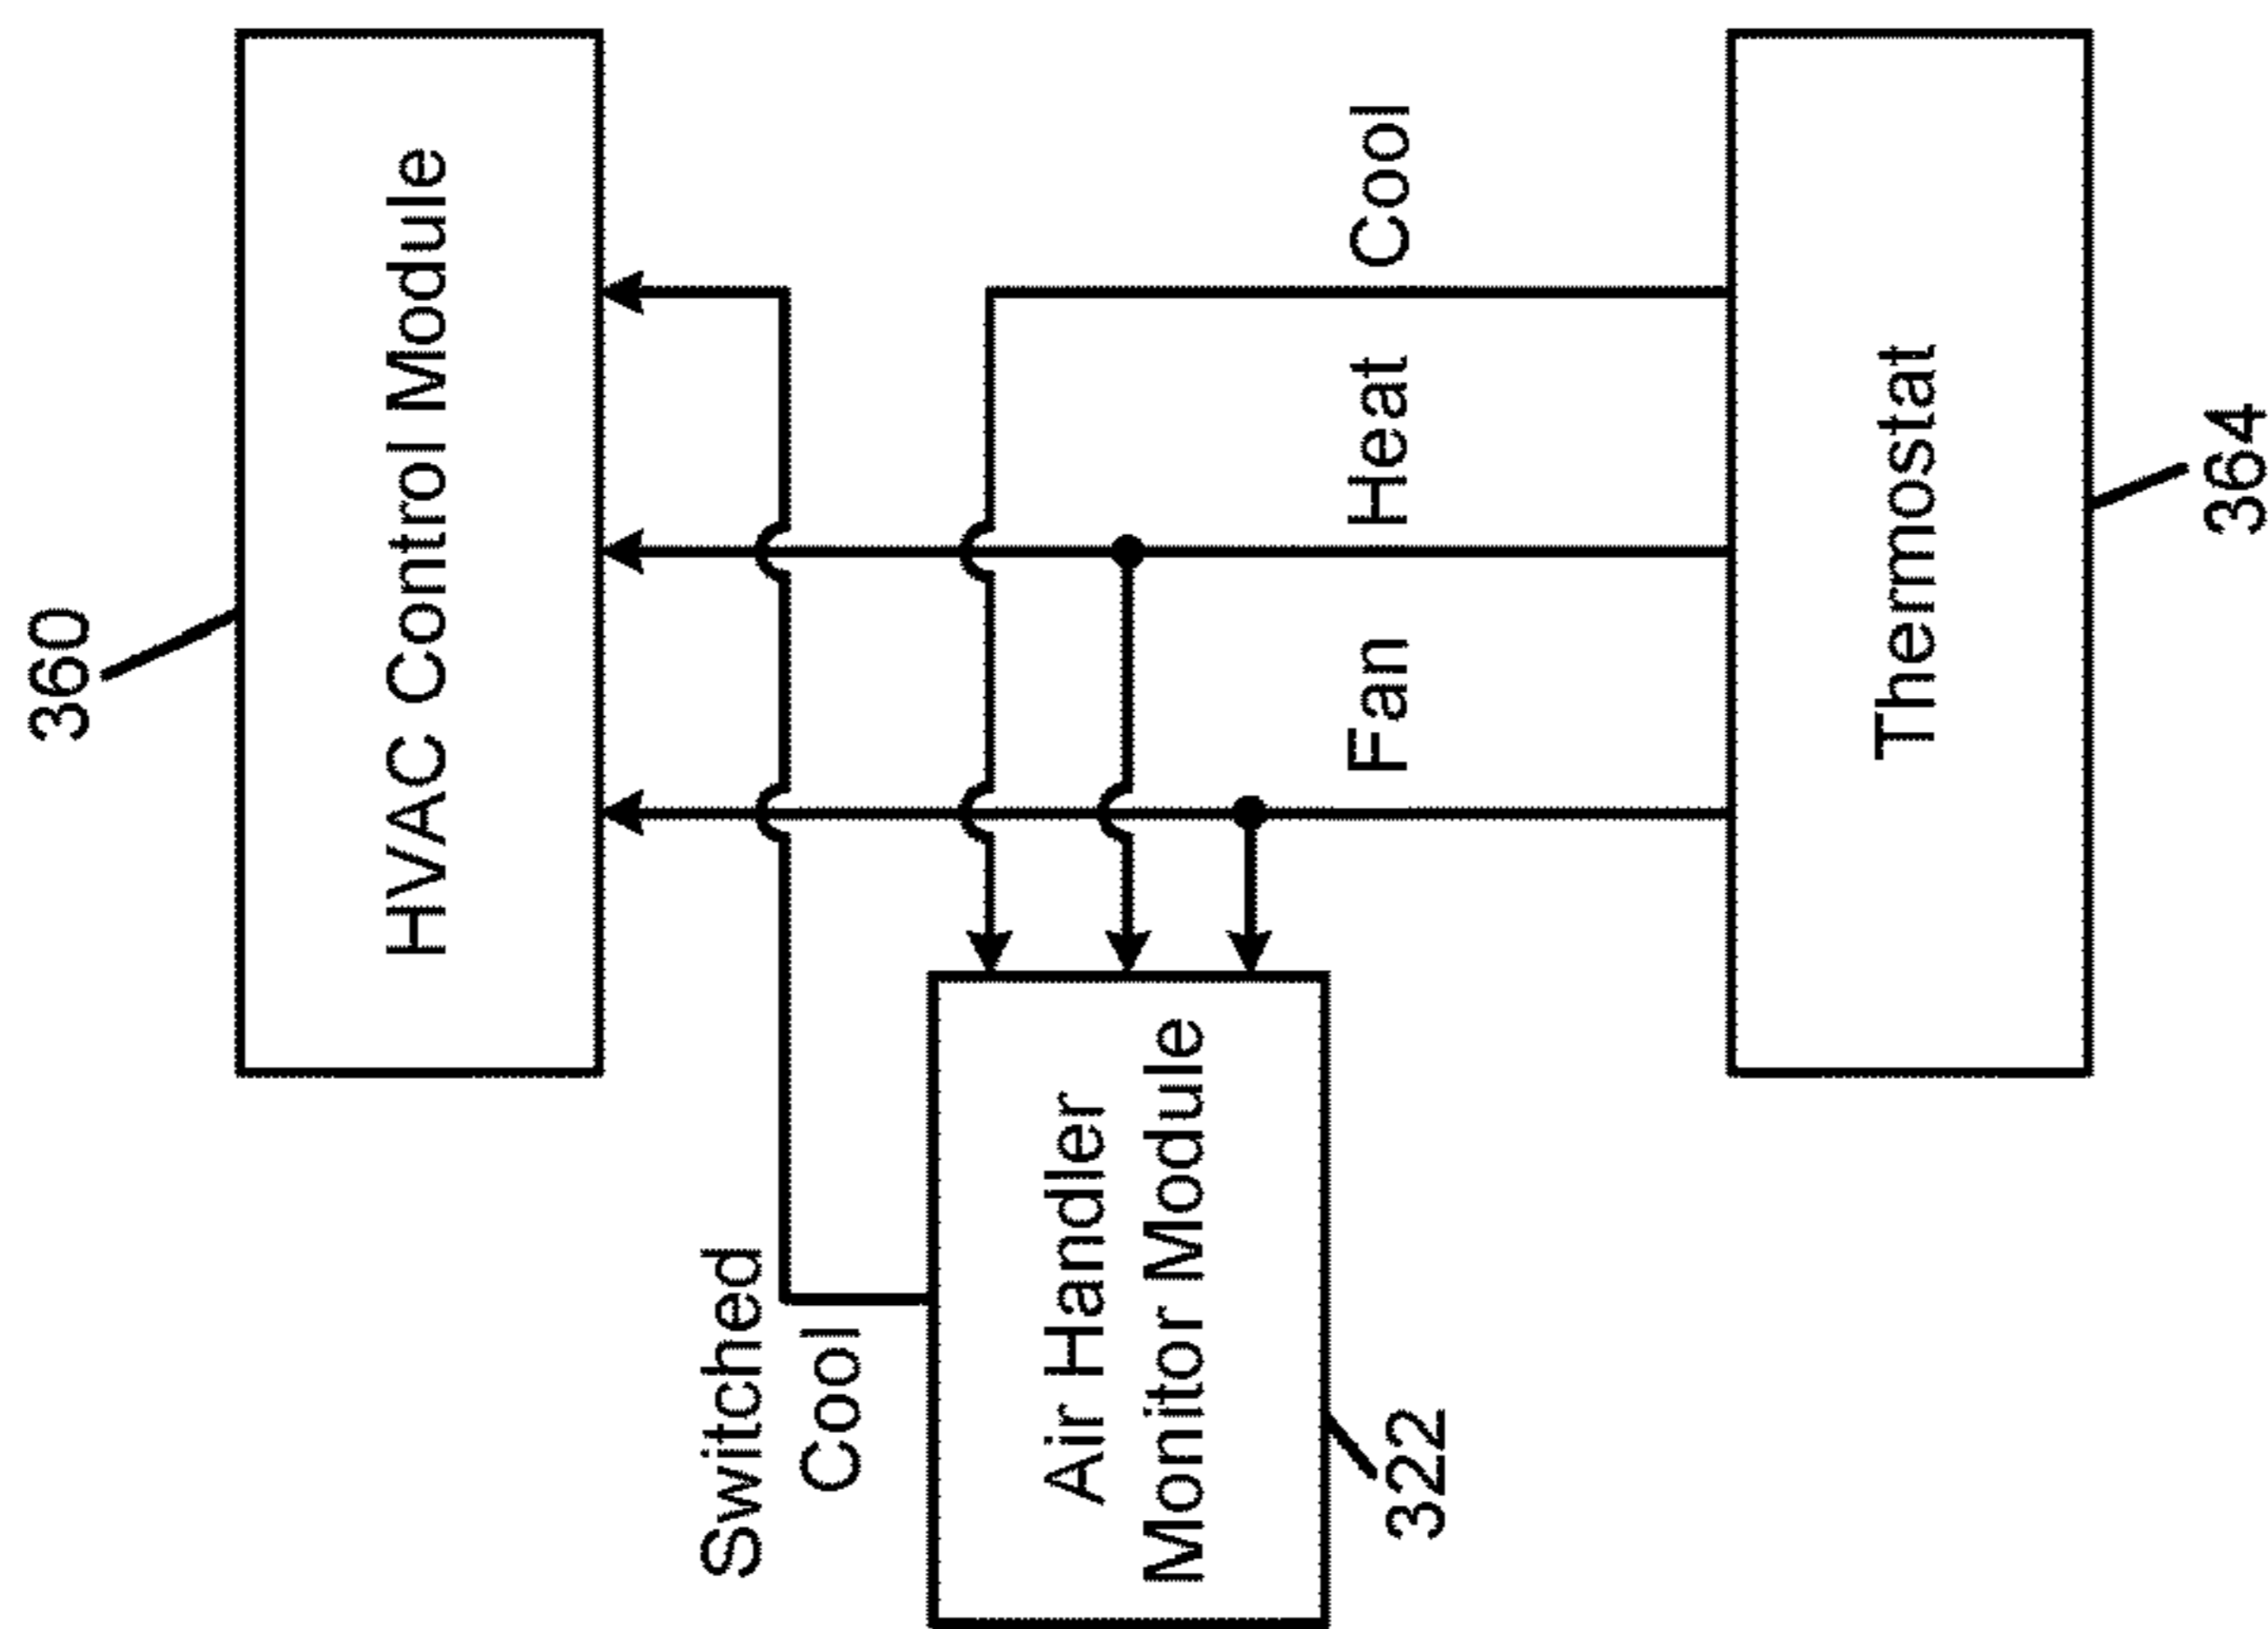 360
HVAC Control Module
Switched
Cool
Air Handler
Monitor Module
322
Fan
Heat
Cool
Thermostat
364